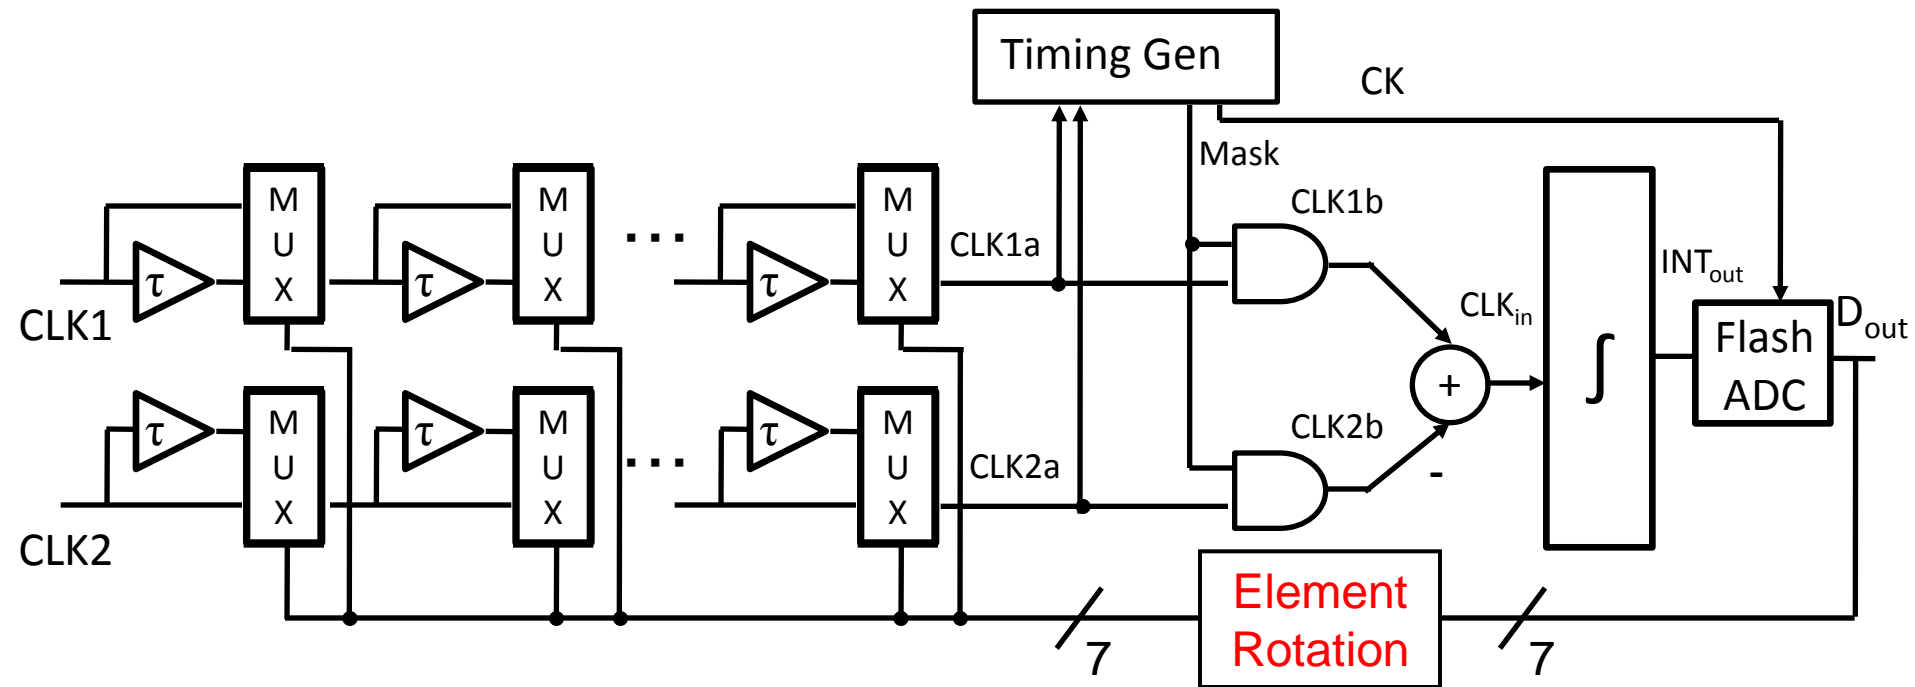 Timing Gen
CK
Mask
M
U
X
M
U
X
M
U
X
CLK1b
...
CLK1a
INTout
τ
τ
τ
CLKin
CLK1
Dout
Flash
ADC
∫
+
M
U
X
M
U
X
M
U
X
τ
τ
τ
CLK2b
...
CLK2a
-
CLK2
Element
Rotation
7
7